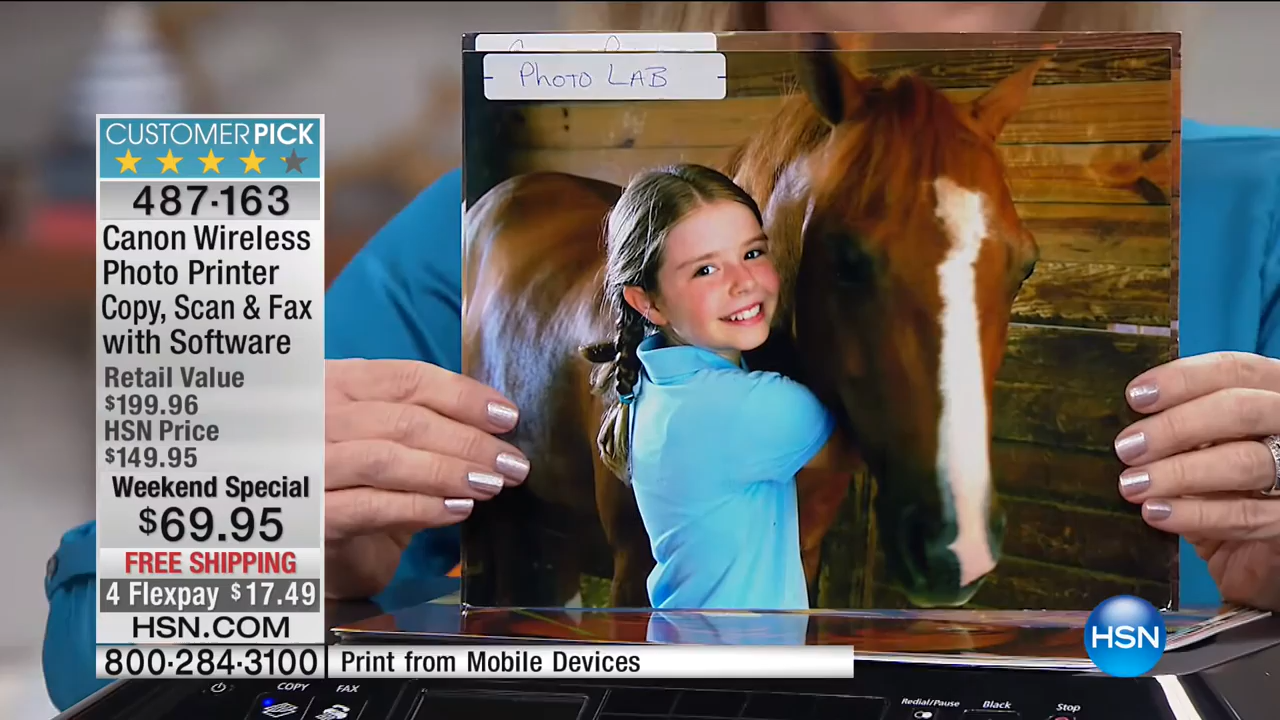 CUSTOMERPICK
487·163
Canon Wireless
Photo Printer
Copy, Scan & Fax
with Software
Retail Value
$199.96
HSN Price
$149.95
Weekend Special
$69.95
FREE SHIPPING
4 Flexpay $17.49
HSN.COM
800·284·3100
Print from Mobile Devices
PHOTO LAB
HSN
COPY
FAX
Redial/Pause
Black
Stop